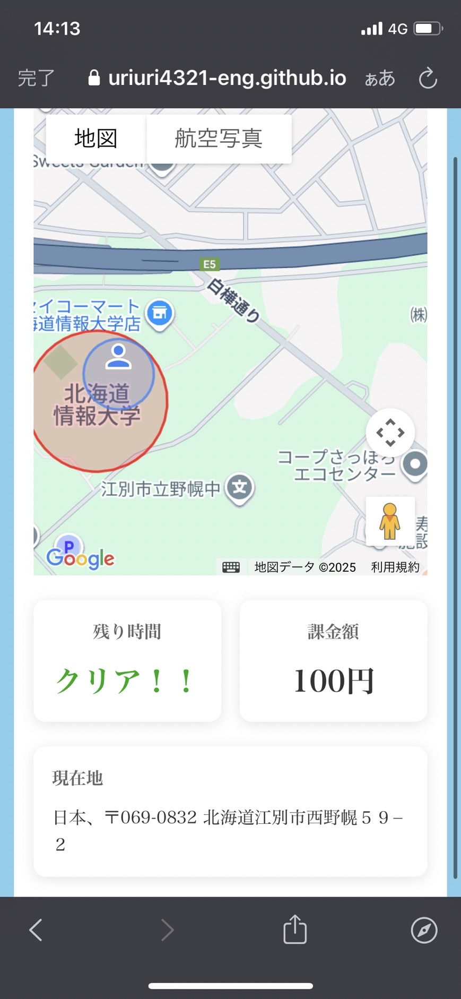 14:13
4G
完了
uriuri4321-eng.github.io
ぁあ
地図
航空写真
Sweets Garden
E5
白樺通り
イコーマート
道情報大学店
㈱
北海道
情報大学
コープさっぽろ
エコセンター
江別市立野幌中
文
寿
施設
P
Google
地図データ ©2025
利用規約
残り時間
課金額
クリア！！
100円
現在地
日本、〒069-0832 北海道江別市西野幌５９−
２